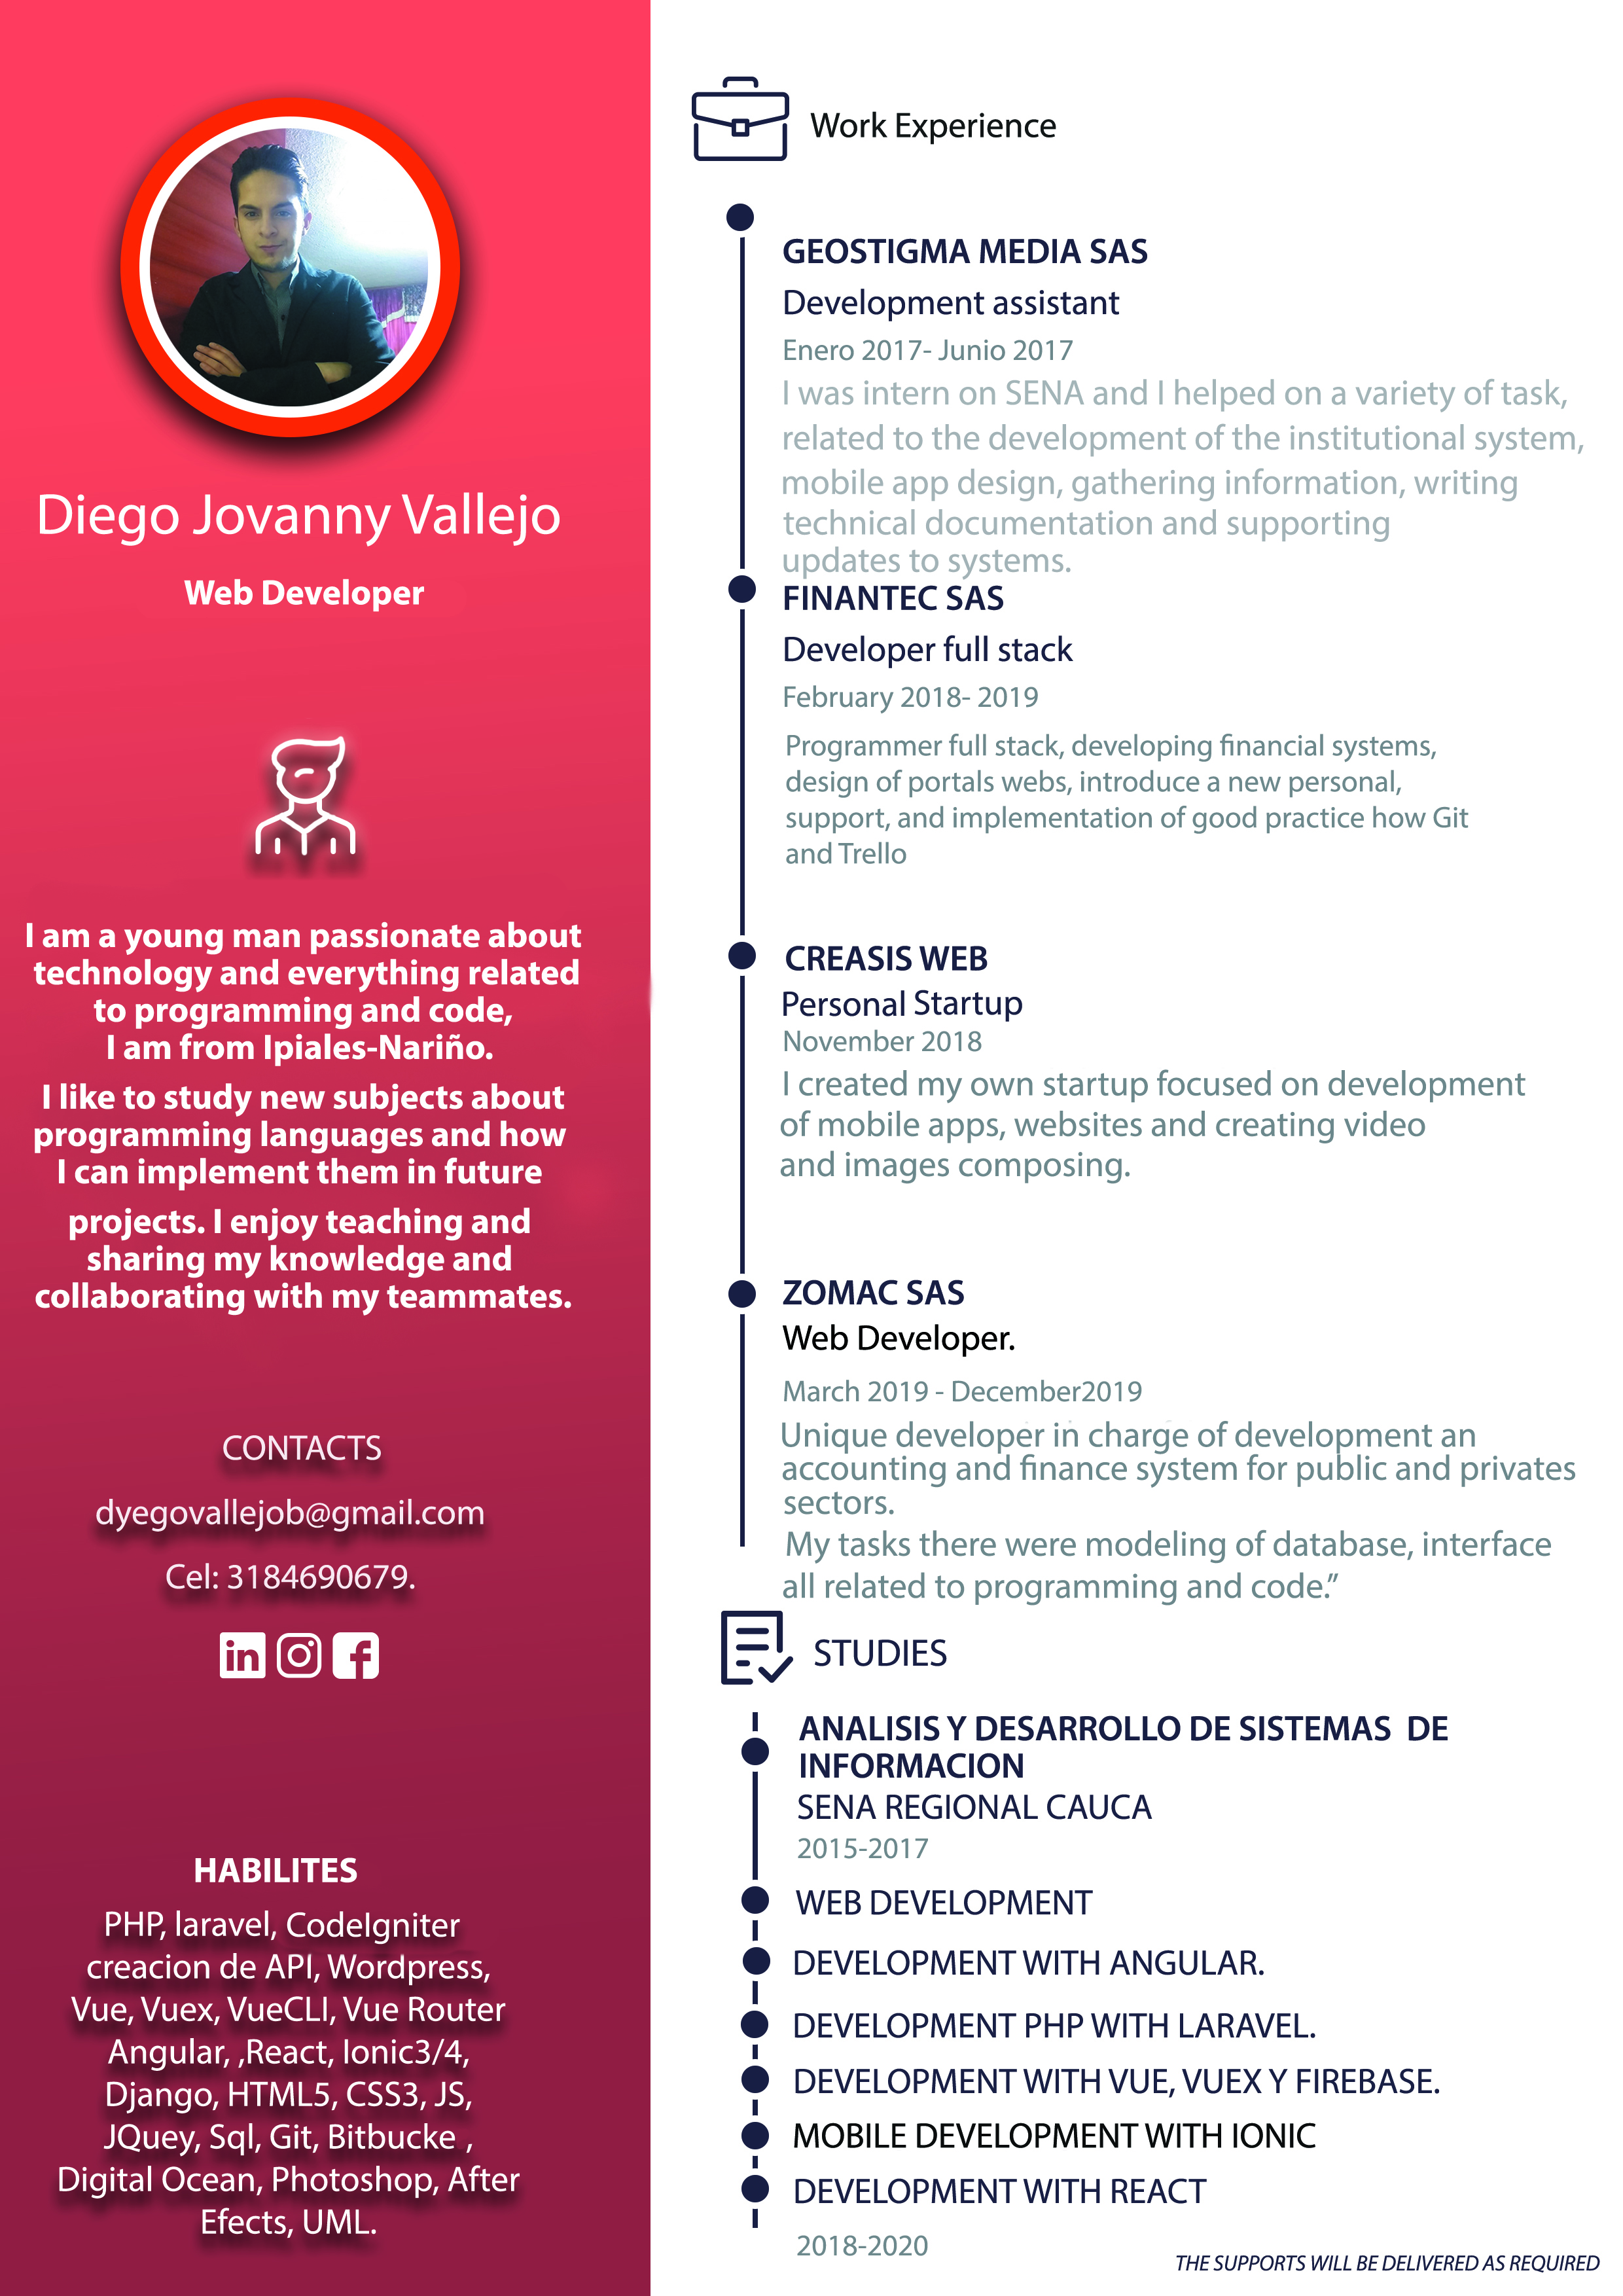 Diego Jovanny Vallejo
Web Developer
I am a young man passionate about
technology and everything related
to programming and code,
I am from Ipiales-Nariño.
I like to study new subjects about
programming languages and how
I can implement them in future
projects. I enjoy teaching and
sharing my knowledge and
collaborating with my teammates.
CONTACTS
dyegovallejob@gmail.com
Cel: 3184690679.
in
f
HABILITES
PHP, laravel, CodeIgniter
creacion de API, Wordpress,
Vue, Vuex, VueCLI, Vue Router
Angular, ,React, Ionic3/4,
Django, HTML5, CSS3, JS,
JQuey, Sql, Git, Bitbucke ,
Digital Ocean, Photoshop, After
Efects, UML.
Work Experience
GEOSTIGMA MEDIA SAS
Development assistant
Enero 2017- Junio 2017
I was intern on SENA and I helped on a variety of task,
related to the development of the institutional system,
mobile app design, gathering information, writing
technical documentation and supporting
updates to systems.
FINANTEC SAS
Developer full stack
February 2018- 2019
Programmer full stack, developing financial systems,
design of portals webs, introduce a new personal,
support, and implementation of good practice how Git
and Trello
CREASIS WEB
Personal Startup
November 2018
I created my own startup focused on development
of mobile apps, websites and creating video
and images composing.
ZOMAC SAS
Web Developer.
March 2019 - December2019
Unique developer in charge of development an
accounting and finance system for public and privates
sectors.
My tasks there were modeling of database, interface
all related to programming and code.”
STUDIES
ANALISIS Y DESARROLLO DE SISTEMAS  DE
INFORMACION
SENA REGIONAL CAUCA
2015-2017
WEB DEVELOPMENT
DEVELOPMENT WITH ANGULAR.
DEVELOPMENT PHP WITH LARAVEL.
DEVELOPMENT WITH VUE, VUEX Y FIREBASE.
MOBILE DEVELOPMENT WITH IONIC
DEVELOPMENT WITH REACT
2018-2020
THE SUPPORTS WILL BE DELIVERED AS REQUIRED